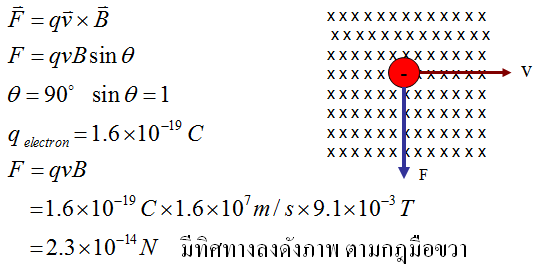 F⃗ = qv⃗ × B⃗
F = qvB sin θ
θ = 90° sin θ = 1
q electron = 1.6×10⁻¹⁹ C
F = qvB
= 1.6×10⁻¹⁹ C × 1.6×10⁷ m / s × 9.1×10⁻³ T
= 2.3×10⁻¹⁴ N มีทิศทางลงดังภาพ ตามกฎมือขวา
x x x x x x x x x x x x x x x
x x x x x x x x x x x x x x x
x x x x x x x x x x x x x x x
x x x x x x x x x x x x x x x
x x x x x x - x x x x x x x v
x x x x x x x x x x x x x x x
x x x x x x x x x x x x x x x
x x x x x x x x x x x x x x x
x x x x x x x x x x x x x x x
x x x x x x x x x x x x x x x
F